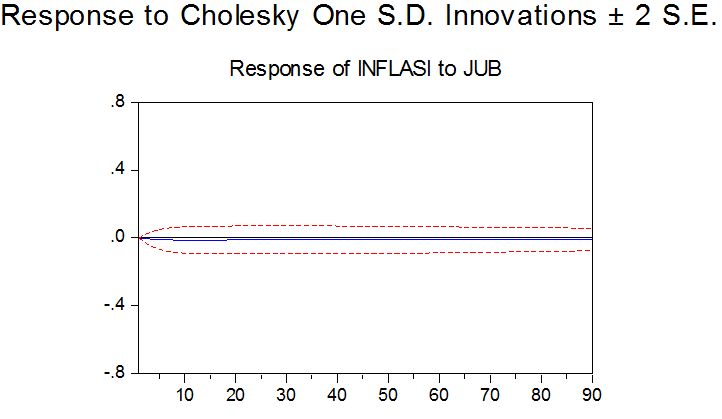 Response to Cholesky One S.D. Innovations ± 2 S.E.
Response of INFLASI to JUB
.8
.4
.0
-.4
-.8
10 20 30 40 50 60 70 80 90